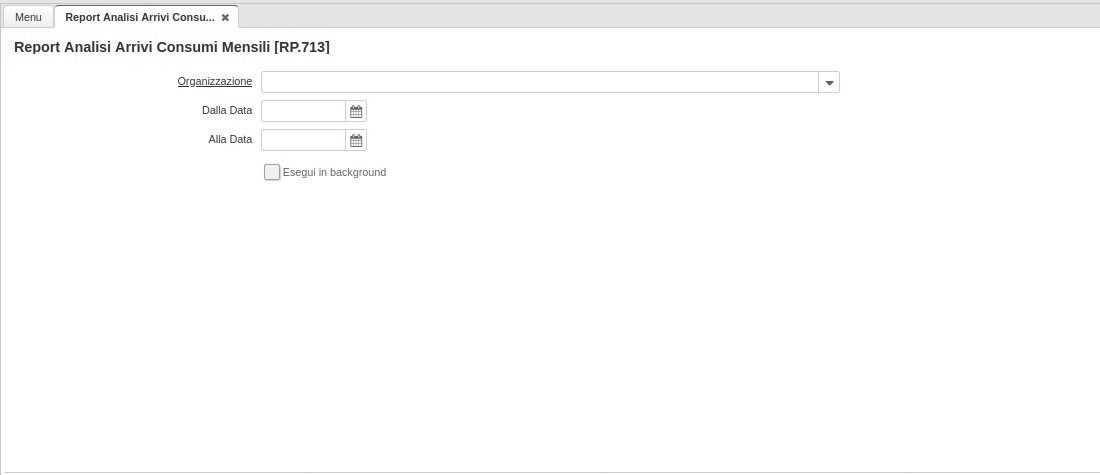 Menu
Report Analisi Arrivi Consu...
Report Analisi Arrivi Consumi Mensili [RP.713]
Organizzazione
Dalla Data
Alla Data
Esegui in background